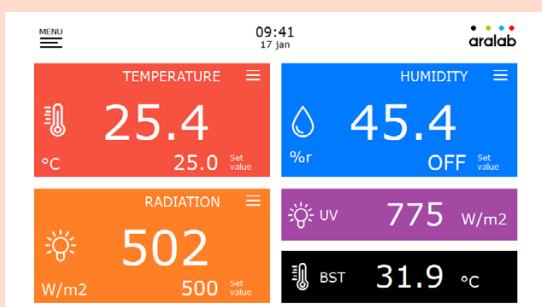 MENU
09:41
17 jan
aralab
TEMPERATURE
25.4
°C
25.0
Set
value
HUMIDITY
45.4
%r
OFF
Set
value
RADIATION
502
W/m2
500
Set
value
UV
775
W/m2
BST
31.9
°C